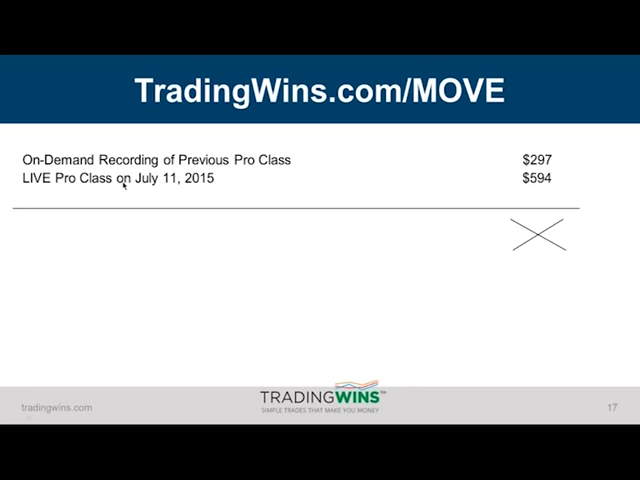 TradingWins.com/MOVE
On-Demand Recording of Previous Pro Class $297
LIVE Pro Class on July 11, 2015 $594
tradingwins.com
TRADINGWINS℠
SIMPLE TRADES THAT MAKE YOU MONEY
17